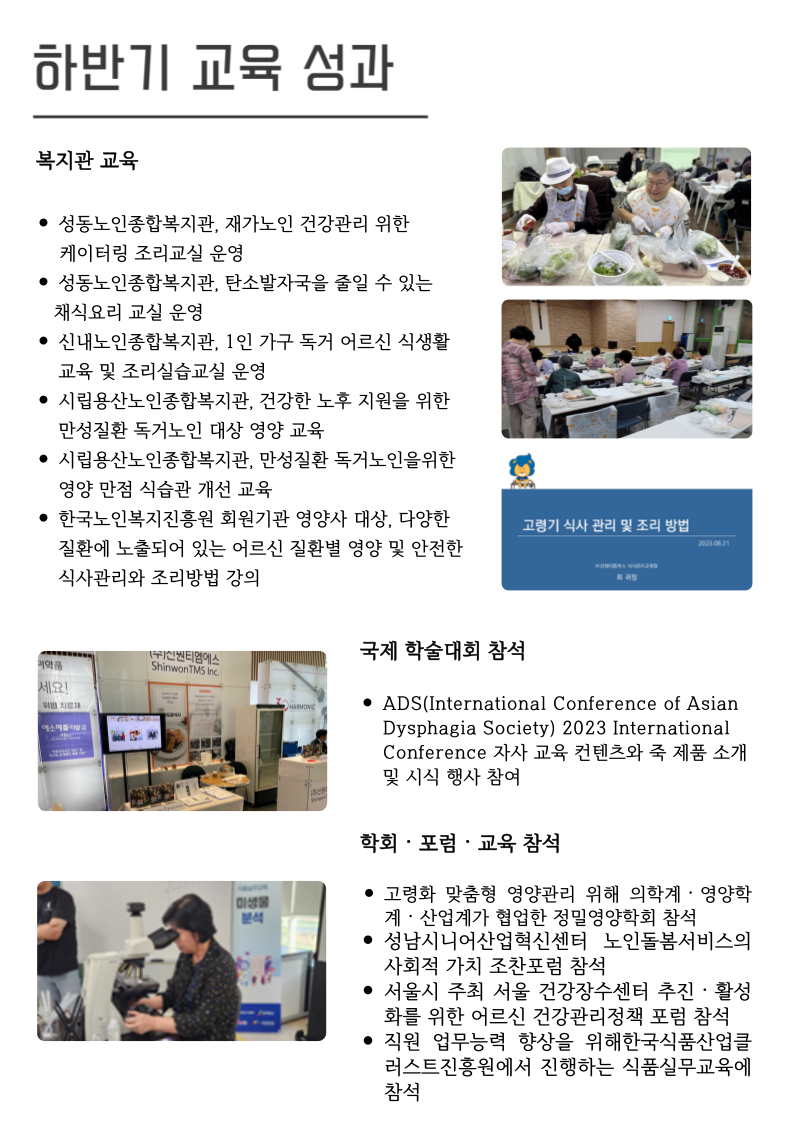 하반기 교육 성과
복지관 교육
성동노인종합복지관, 재가노인 건강관리 위한
케이터링 조리교실 운영
성동노인종합복지관, 탄소발자국을 줄일 수 있는
채식요리 교실 운영
신내노인종합복지관, 1인 가구 독거 어르신 식생활
교육 및 조리실습교실 운영
시립용산노인종합복지관, 건강한 노후 지원을 위한
만성질환 독거노인 대상 영양 교육
시립용산노인종합복지관, 만성질환 독거노인을위한
영양 만점 식습관 개선 교육
한국노인복지진흥원 회원기관 영양사 대상, 다양한
질환에 노출되어 있는 어르신 질환별 영양 및 안전한
식사관리와 조리방법 강의
고령기 식사 관리 및 조리 방법
2023.08.31
최 귀정
(주)신원티엠에스
ShinwonTMS Inc.
HARMONIC
세요!
위염 치료제
국제 학술대회 참석
ADS(International Conference of Asian
Dysphagia Society) 2023 International
Conference 자사 교육 컨텐츠와 죽 제품 소개
및 시식 행사 참여
학회 · 포럼 · 교육 참석
고령화 맞춤형 영양관리 위해 의학계 · 영양학
계 · 산업계가 협업한 정밀영양학회 참석
성남시니어산업혁신센터 노인돌봄서비스의
사회적 가치 조찬포럼 참석
서울시 주최 서울 건강장수센터 추진 · 활성
화를 위한 어르신 건강관리정책 포럼 참석
직원 업무능력 향상을 위해한국식품산업클
러스트진흥원에서 진행하는 식품실무교육에
참석
식품실무교육
미생물
분석